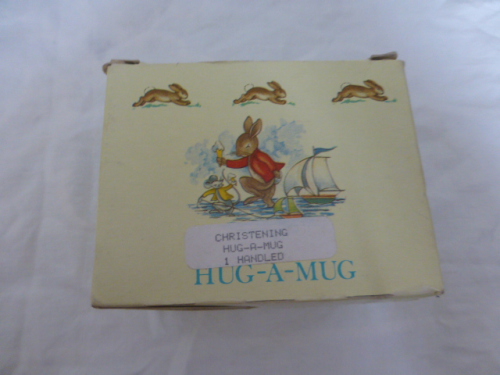 CHRISTENING
HUG-A-MUG
1 HANDLED
HUG-A-MUG